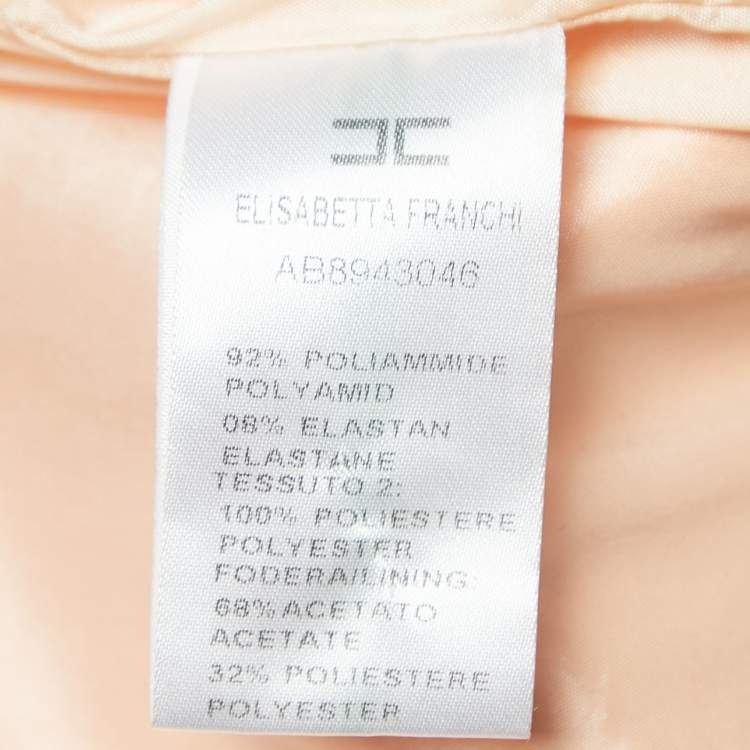 ELISABETTA FRANCHI
AB8943046
92% POLIAMMIDE
POLYAMID
08% ELASTAN
ELASTANE
TESSUTO 2:
100% POLIESTERE
POLYESTER
FODERA/LINING:
68% ACETATO
ACETATE
32% POLIESTERE
POLYESTER